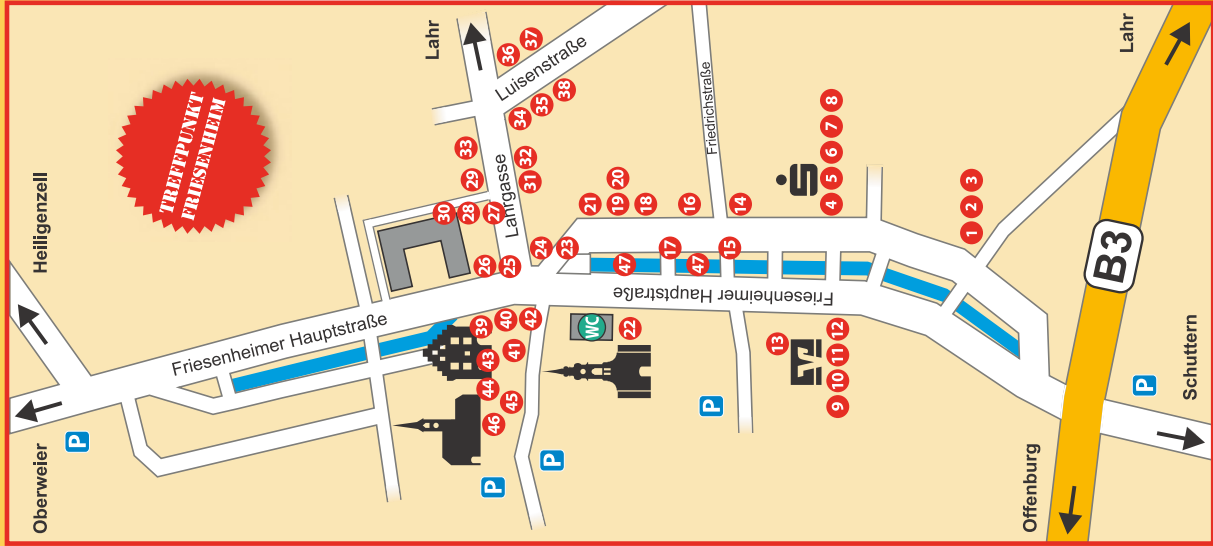 TREFFPUNKT
FRIESENHEIM
Heiligenzell
Oberweier
Lahr
Luisenstraße
Lahrgasse
Friedrichstraße
Friesenheimer Hauptstraße
Friesenheimer Hauptstraße
Lahr
B3
Offenburg
Schuttern
WC
P
P
P
P
P
36
37
38
35
34
33
32
31
29
30
28
27
26
25
24
23
21
20
19
18
16
14
17
15
47
47
8
7
6
5
4
3
2
1
39
40
42
41
43
44
45
46
22
13
12
11
10
9